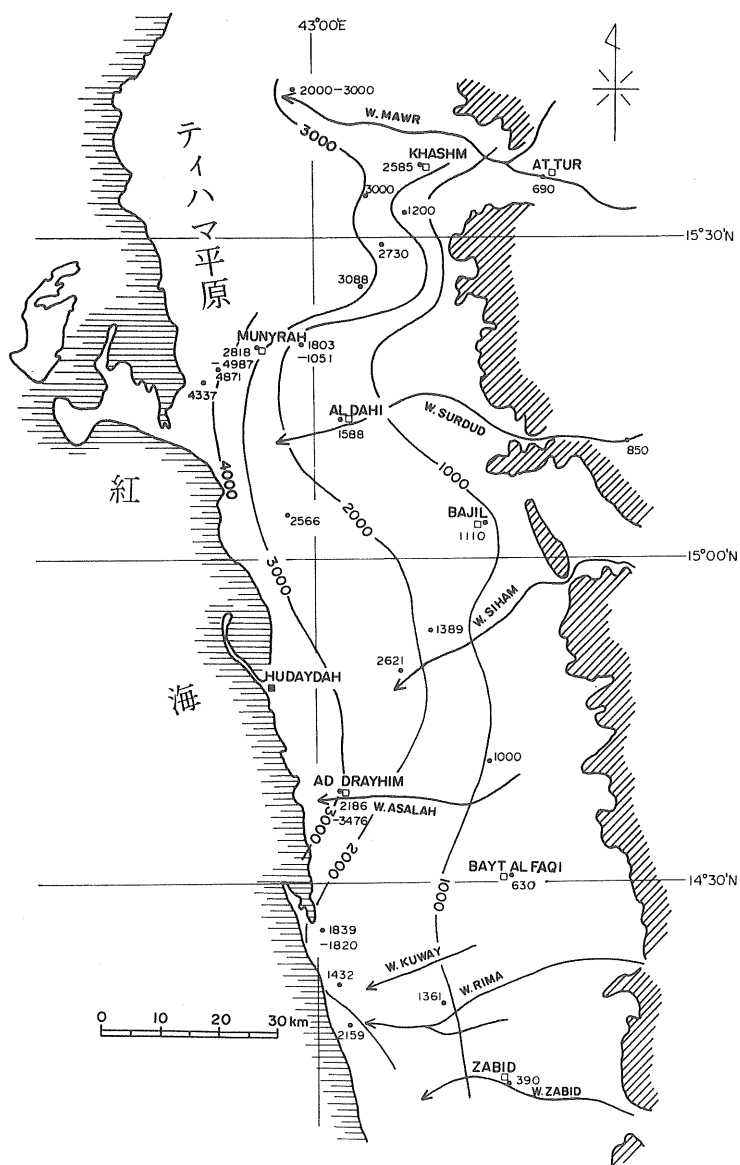 43°00'E
2000-3000
W. MAWR
3000
KHASHM
2585
AT TUR
690
3000
1200
15°30'N
2730
3088
ティハマ平原
MUNYRAH
2818
-4987
4871
4337
1803
-1051
AL DAHI
1588
W. SURDUD
850
4000
1000
紅
海
2566
2000
BAJIL
1110
3000
15°00'N
W. SIHAM
1389
2621
HUDAYDAH
1000
AD DRAYHIM
2186
-3476
W. ASALAH
3000
2000
BAYT AL FAQI
630
14°30'N
1000
1839
-1820
W. KUWAY
1432
W. RIMA
1361
0 10 20 30 km
2159
ZABID
390
W. ZABID